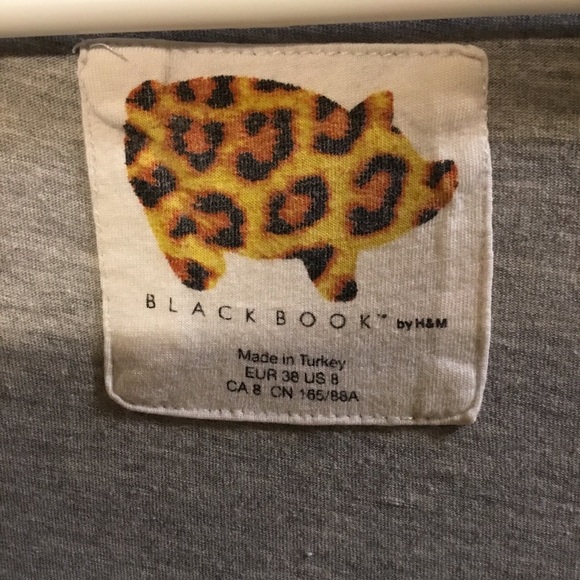 BLACK BOOK™ by H&M
Made in Turkey
EUR 38 US 8
CA 8 CN 165/88A